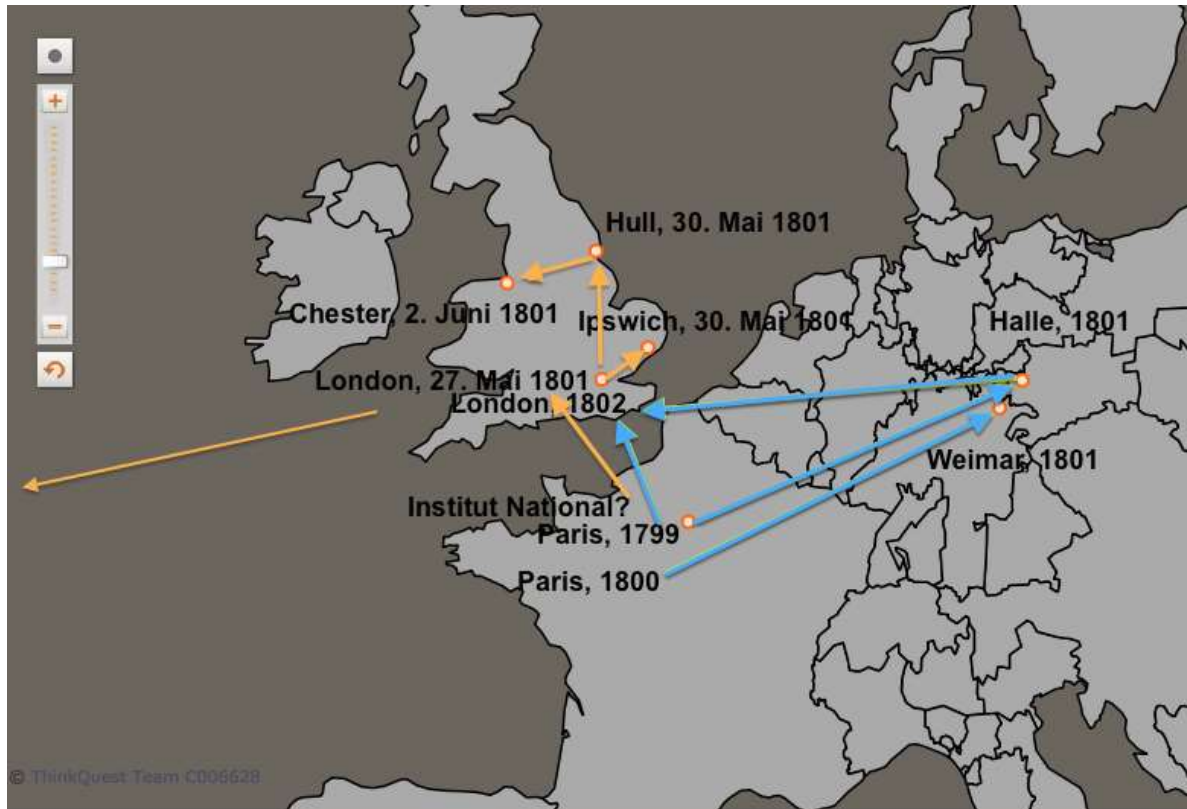 Hull, 30. Mai 1801
Chester, 2. Juni 1801
Ipswich, 30. Mai 1801
Halle, 1801
London, 27. Mai 1801
London, 1802
Weimar, 1801
Institut National?
Paris, 1799
Paris, 1800
© ThinkQuest Team C006628